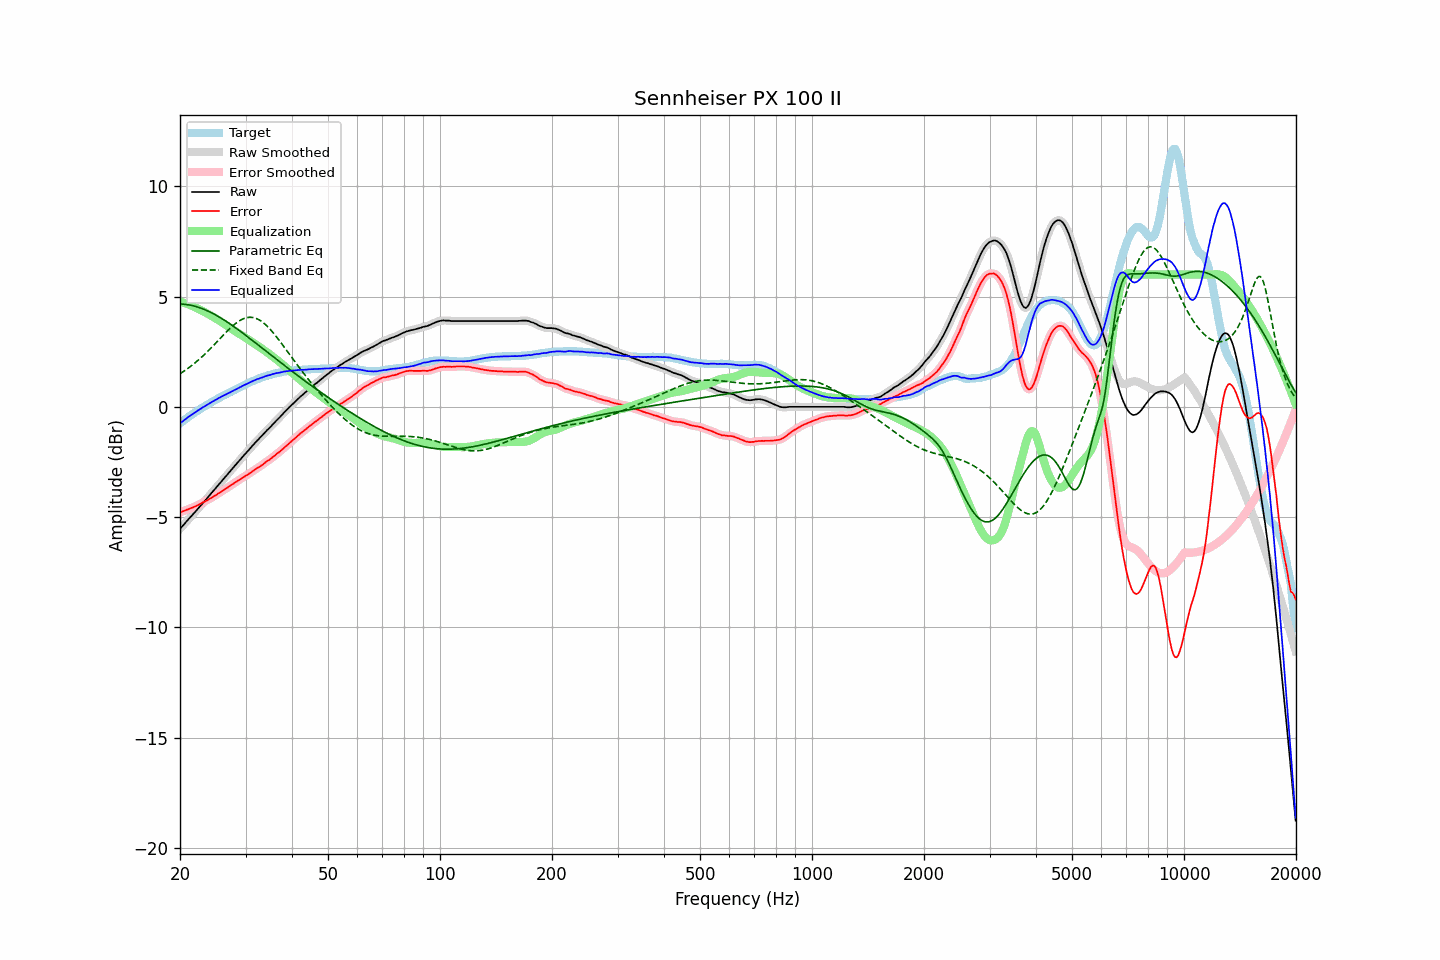 Sennheiser PX 100 II
Target
Raw Smoothed
Error Smoothed
Raw
Error
Equalization
Parametric Eq
Fixed Band Eq
Equalized
10
5
0
−5
−10
−15
−20
Amplitude (dBr)
20
50
100
200
500
1000
2000
5000
10000
20000
Frequency (Hz)